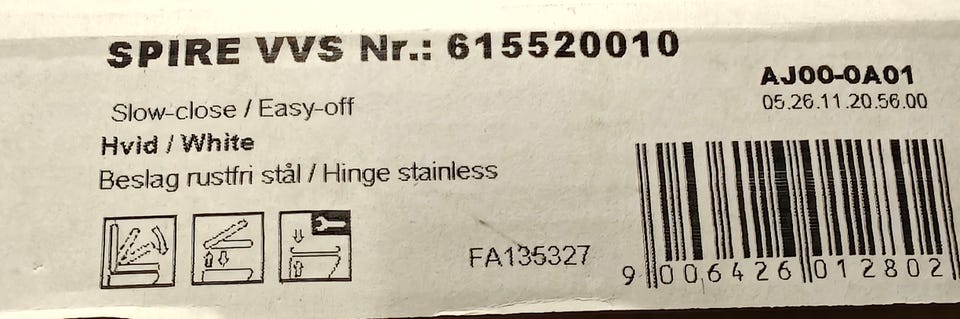 SPIRE VVS Nr.: 615520010
AJ00-0A01
05.26.11.20.56.00
Slow-close / Easy-off
Hvid / White
Beslag rustfri stål / Hinge stainless
FA135327
9 006426 012802